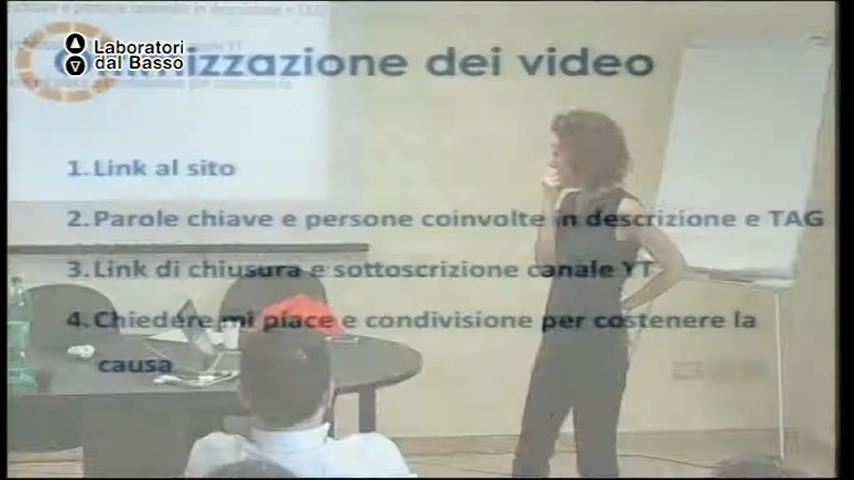 Laboratori
dal Basso
Ottimizzazione dei video
1. Link al sito
2. Parole chiave e persone coinvolte in descrizione e TAG
3. Link di chiusura e sottoscrizione canale YT
4. Chiedere mi piace e condivisione per costenere la
causa